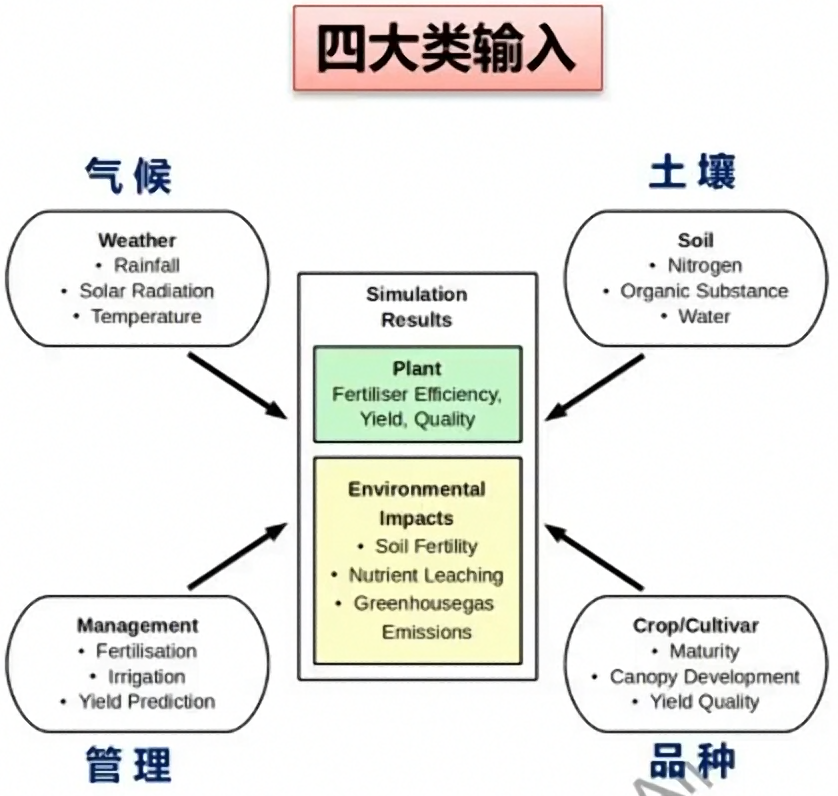 四大类输入
气候
Weather
• Rainfall
• Solar Radiation
• Temperature
土壤
Soil
• Nitrogen
• Organic Substance
• Water
Simulation
Results
Plant
Fertiliser Efficiency,
Yield, Quality
Environmental
Impacts
• Soil Fertility
• Nutrient Leaching
• Greenhousegas
Emissions
Management
• Fertilisation
• Irrigation
• Yield Prediction
管理
Crop/Cultivar
• Maturity
• Canopy Development
• Yield Quality
品种